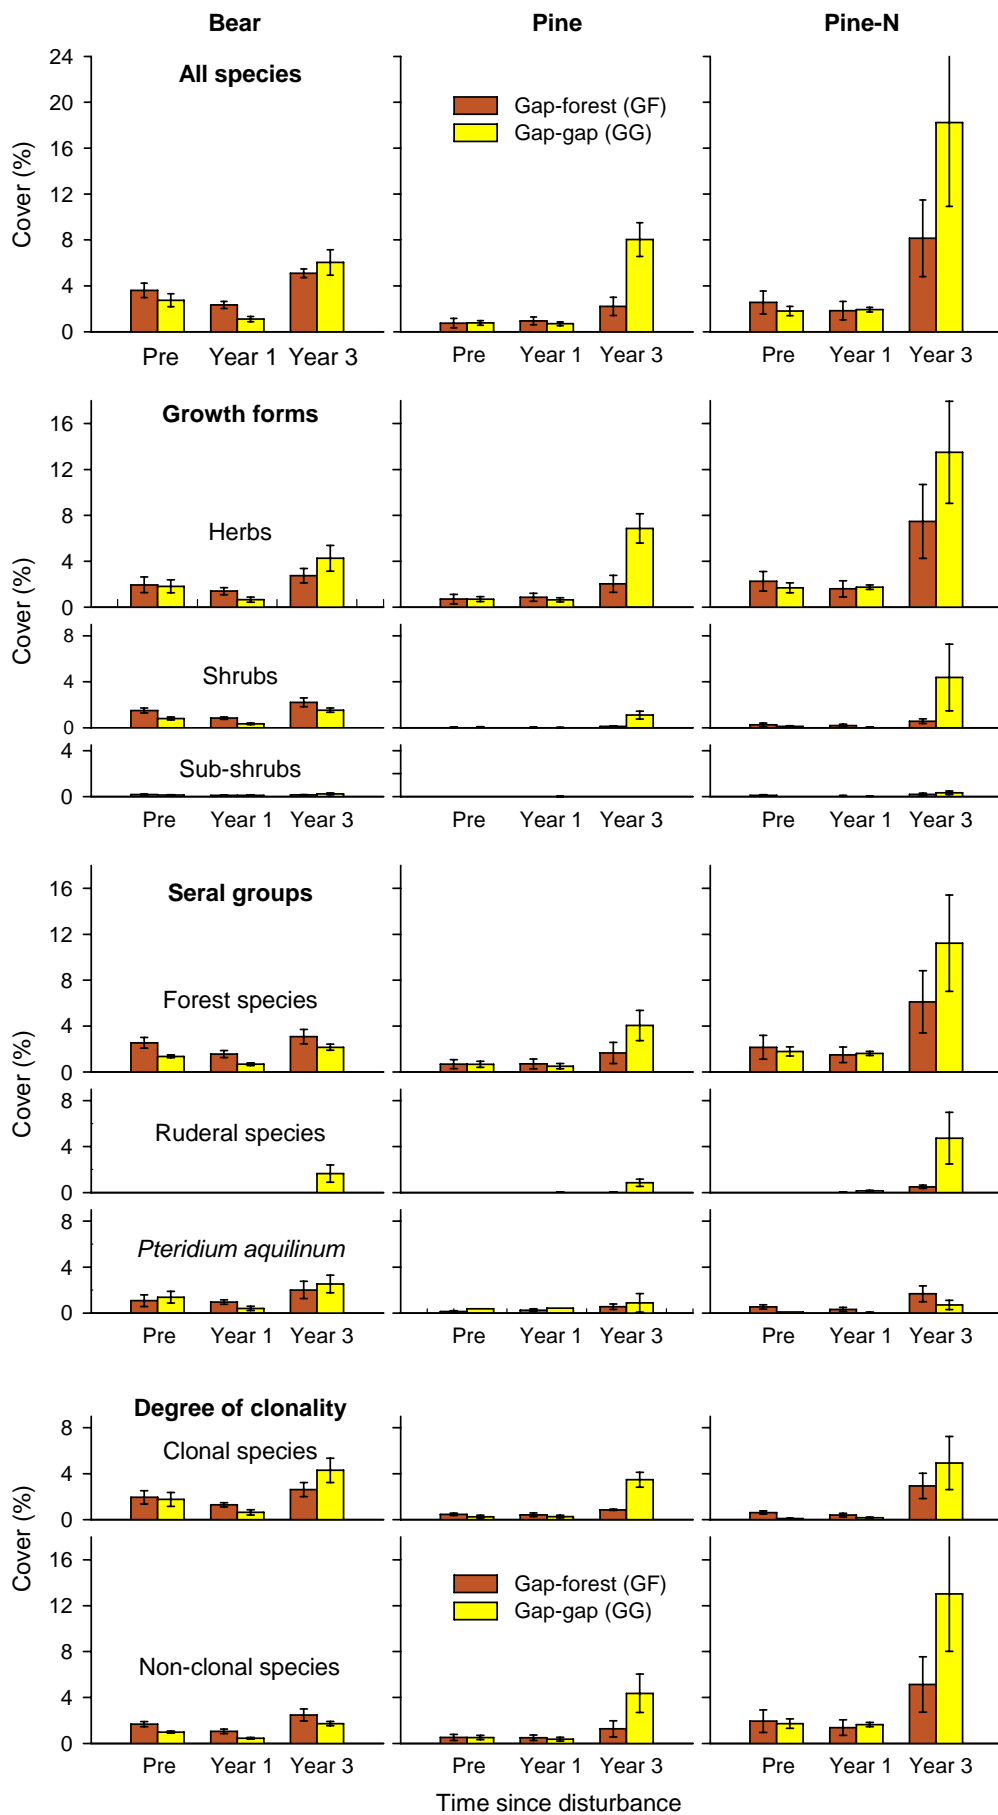 Bear Pine Pine-N
All species
Gap-forest (GF)
Gap-gap (GG)
Cover (%)
24
20
16
12
8
4
0
Pre Year 1 Year 3 Pre Year 1 Year 3 Pre Year 1 Year 3
Growth forms
Cover (%)
16
12
8
4
0
Herbs
8
4
0
Shrubs
4
0
Sub-shrubs
Pre Year 1 Year 3 Pre Year 1 Year 3 Pre Year 1 Year 3
Seral groups
Cover (%)
16
12
8
4
0
Forest species
8
4
0
Ruderal species
8
4
0
Pteridium aquilinum
Pre Year 1 Year 3 Pre Year 1 Year 3 Pre Year 1 Year 3
Degree of clonality
Cover (%)
8
4
0
Clonal species
16
12
8
4
0
Gap-forest (GF)
Gap-gap (GG)
Non-clonal species
Pre Year 1 Year 3 Pre Year 1 Year 3 Pre Year 1 Year 3
Time since disturbance